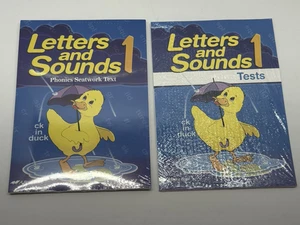 Letters
and
Sounds 1
Phonics Seatwork Text
ck
in
duck
Letters
and
Sounds 1
Tests
ck
in
duck